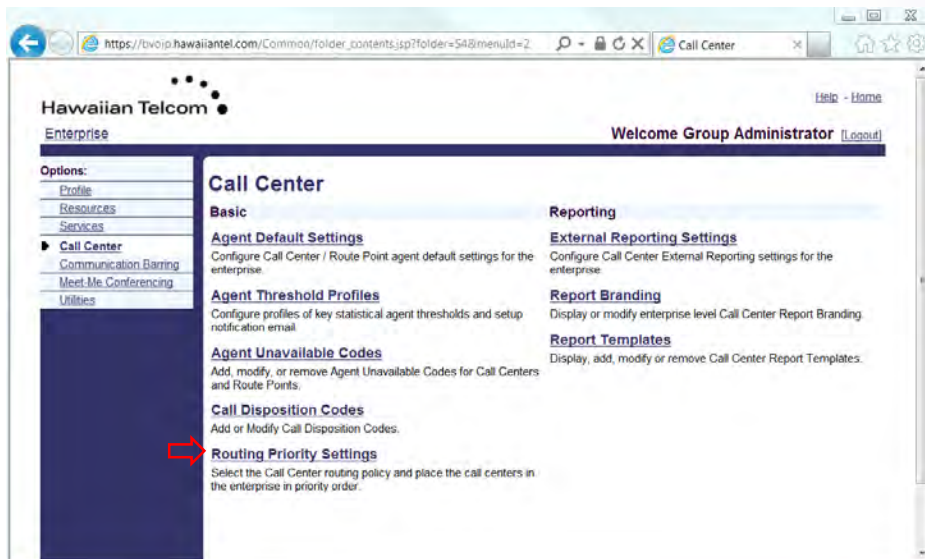 https://bvoip.hawaiiantel.com/Common/folder_contents.jsp?folder=54&menuId=2
Call Center
Hawaiian Telcom
Help - Home
Enterprise
Welcome Group Administrator [Logout]
Options:
Profile
Resources
Services
Call Center
Communication Barring
Meet-Me Conferencing
Utilities
Call Center
Basic
Agent Default Settings
Configure Call Center / Route Point agent default settings for the
enterprise.
Agent Threshold Profiles
Configure profiles of key statistical agent thresholds and setup
notification email.
Agent Unavailable Codes
Add, modify, or remove Agent Unavailable Codes for Call Centers
and Route Points.
Call Disposition Codes
Add or Modify Call Disposition Codes.
Routing Priority Settings
Select the Call Center routing policy and place the call centers in
the enterprise in priority order.
Reporting
External Reporting Settings
Configure Call Center External Reporting settings for the
enterprise.
Report Branding
Display or modify enterprise level Call Center Report Branding.
Report Templates
Display, add, modify or remove Call Center Report Templates.